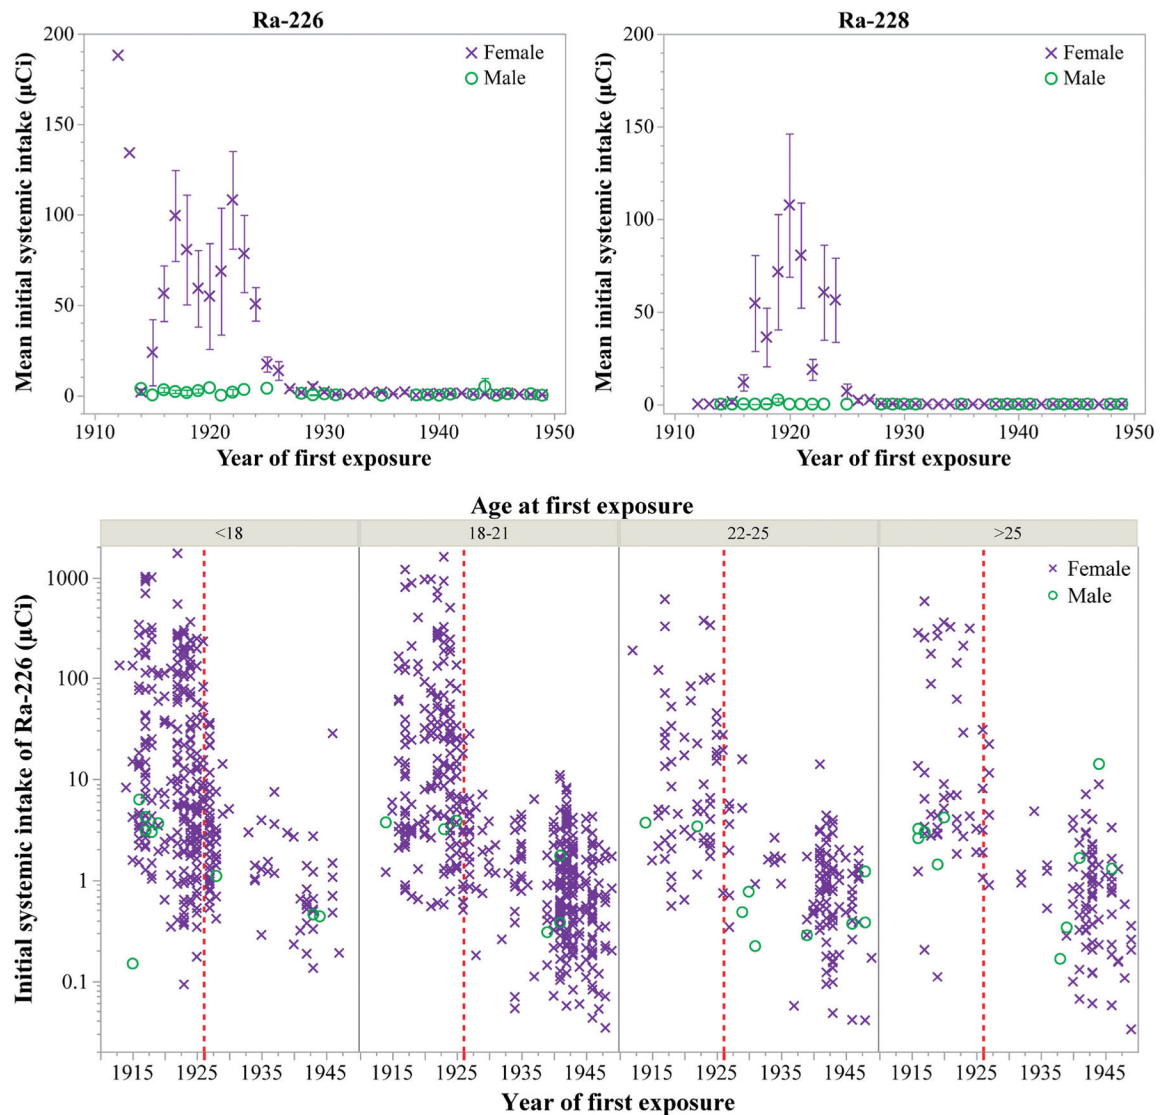 Ra-226
200
150
100
50
0
Mean initial systemic intake (µCi)
Female
Male
1910 1920 1930 1940 1950
Year of first exposure
Ra-228
200
150
100
50
0
Mean initial systemic intake (µCi)
Female
Male
1910 1920 1930 1940 1950
Year of first exposure
Age at first exposure
<18 18-21 22-25 >25
1000
100
10
1
0.1
Initial systemic intake of Ra-226 (µCi)
Female
Male
1915 1925 1935 1945 1915 1925 1935 1945 1915 1925 1935 1945 1915 1925 1935 1945
Year of first exposure